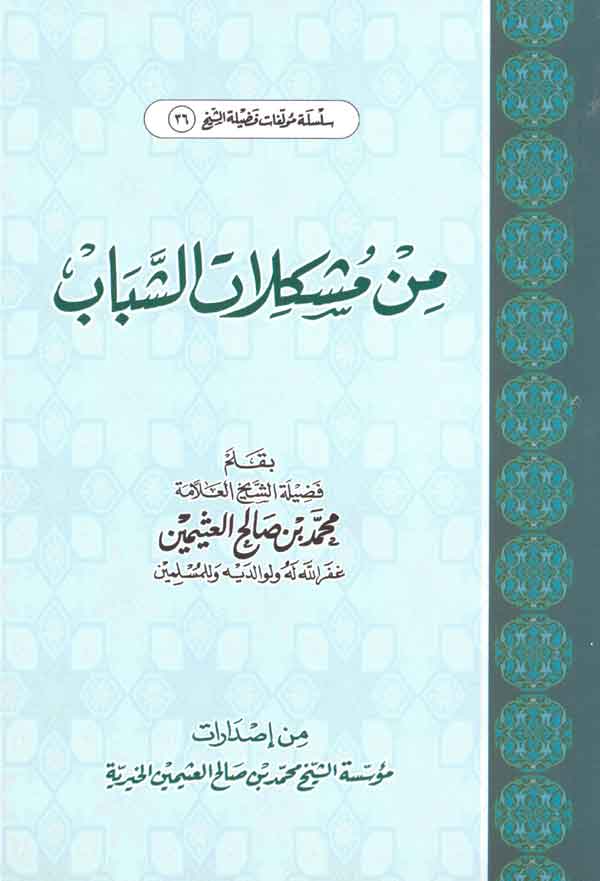 سلسلة مؤلفات فضيلة الشيخ (٣٦)
مِنْ مُشكِلات الشَّبَابْ
بقلم
فضيلة الشيخ العلامة
محمد بن صالح العثيمين
غفر الله له ولوالديه وللمسلمين
من إصدارات
مؤسسة الشيخ محمد بن صالح العثيمين الخيرية